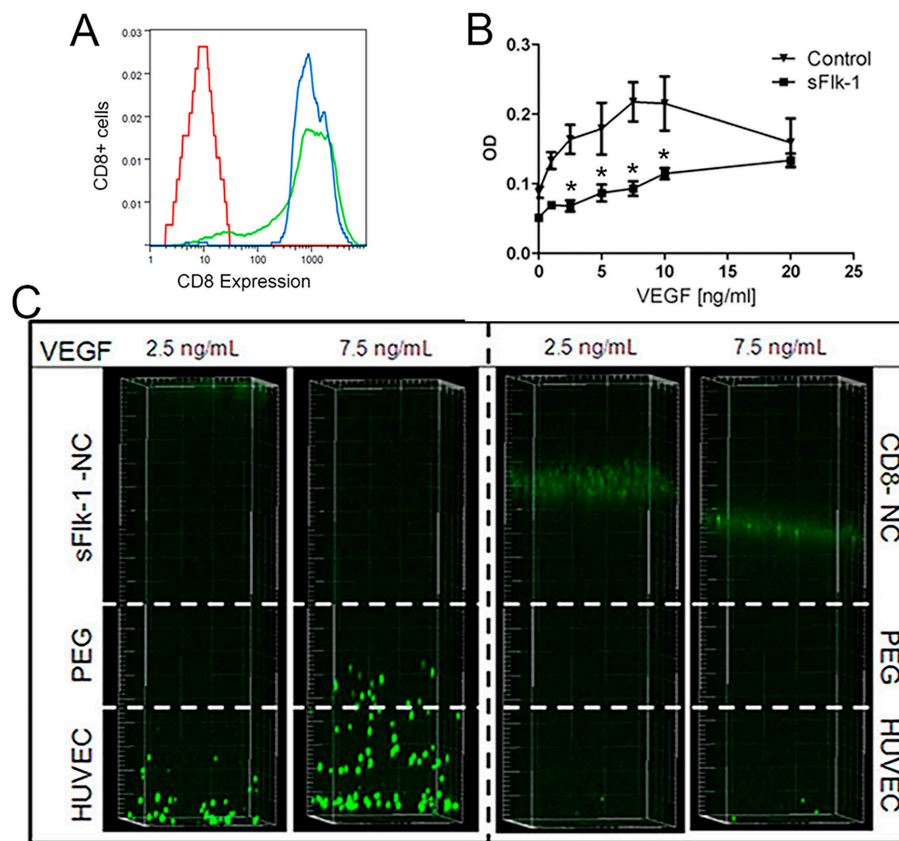 A
0.03
0.02
0.02
0.01
CD8+ cells
1 10 100 1000
CD8 Expression
B
0.3
0.2
0.1
0.0
OD
Control
sFlk-1
* * * *
0 5 10 15 20 25
VEGF [ng/ml]
C
VEGF 2.5 ng/mL 7.5 ng/mL 2.5 ng/mL 7.5 ng/mL
sFlk-1 -NC
PEG
HUVEC
CD8- NC
PEG
HUVEC